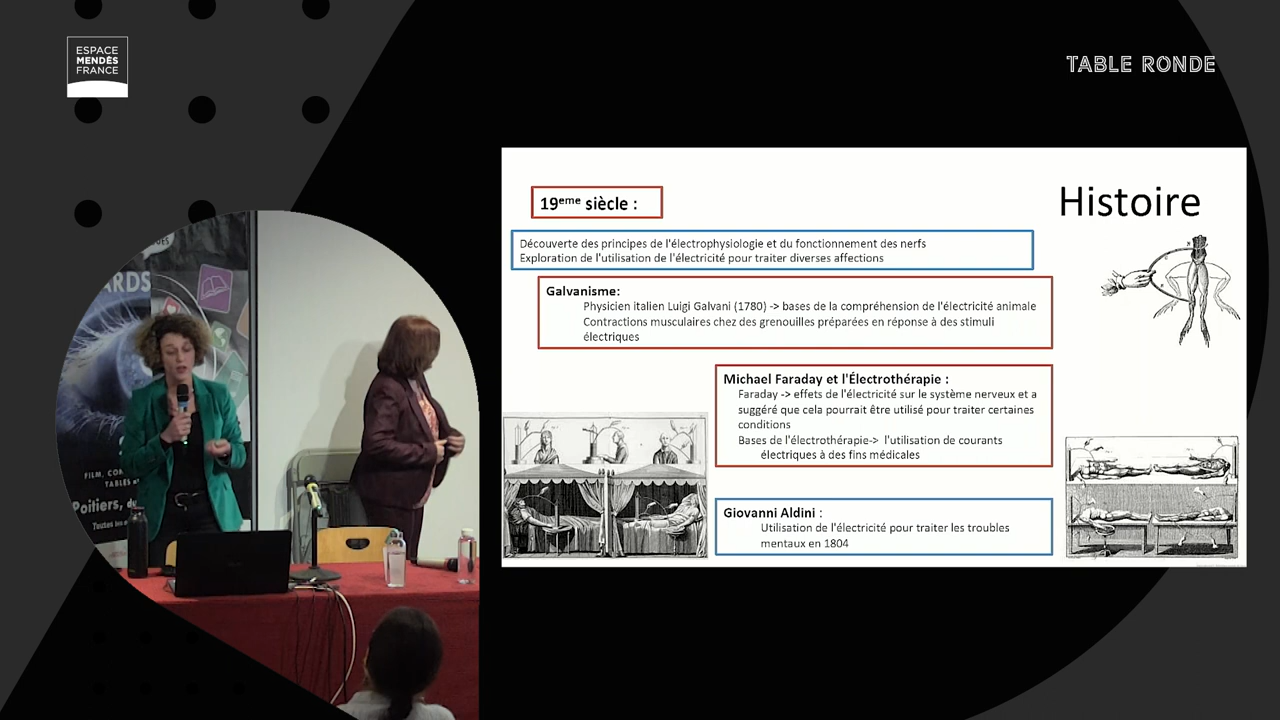 ESPACE
MENDÈS
FRANCE
TABLE RONDE
Histoire
19eme siècle :
Découverte des principes de l'électrophysiologie et du fonctionnement des nerfs
Exploration de l'utilisation de l'électricité pour traiter diverses affections
Galvanisme:
Physicien italien Luigi Galvani (1780) -> bases de la compréhension de l'électricité animale
Contractions musculaires chez des grenouilles préparées en réponse à des stimuli
électriques
Michael Faraday et l'Électrothérapie :
Faraday -> effets de l'électricité sur le système nerveux et a
suggéré que cela pourrait être utilisé pour traiter certaines
conditions
Bases de l'électrothérapie-> l'utilisation de courants
électriques à des fins médicales
Giovanni Aldini :
Utilisation de l'électricité pour traiter les troubles
mentaux en 1804
ARDS
FILM, CON
TABLES
Poitiers, du